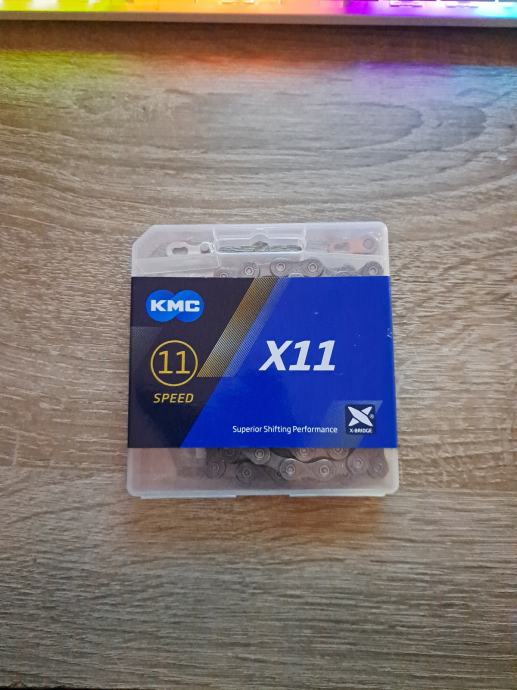 KMC
11
SPEED
X11
Superior Shifting Performance
X-BRIDGE